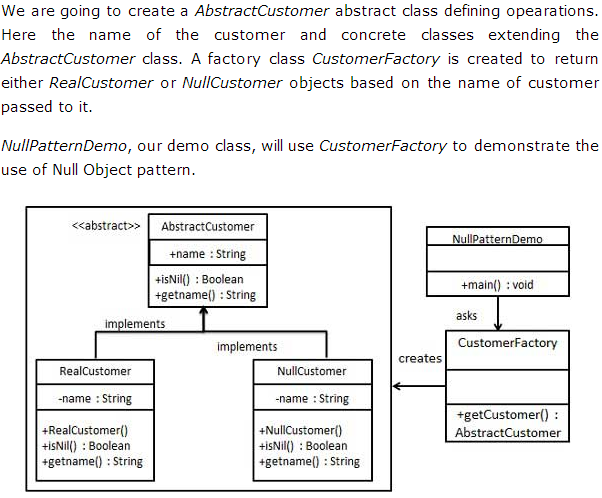 We are going to create a AbstractCustomer abstract class defining opearations.
Here the name of the customer and concrete classes extending the
AbstractCustomer class. A factory class CustomerFactory is created to return
either RealCustomer or NullCustomer objects based on the name of customer
passed to it.
NullPatternDemo, our demo class, will use CustomerFactory to demonstrate the
use of Null Object pattern.
<<abstract>>
AbstractCustomer
+name : String
+isNil() : Boolean
+getname() : String
implements
implements
RealCustomer
-name : String
+RealCustomer()
+isNil() : Boolean
+getname() : String
NullCustomer
-name : String
+NullCustomer()
+isNil() : Boolean
+getname() : String
NullPatternDemo
+main() : void
asks
creates
CustomerFactory
+getCustomer() :
AbstractCustomer